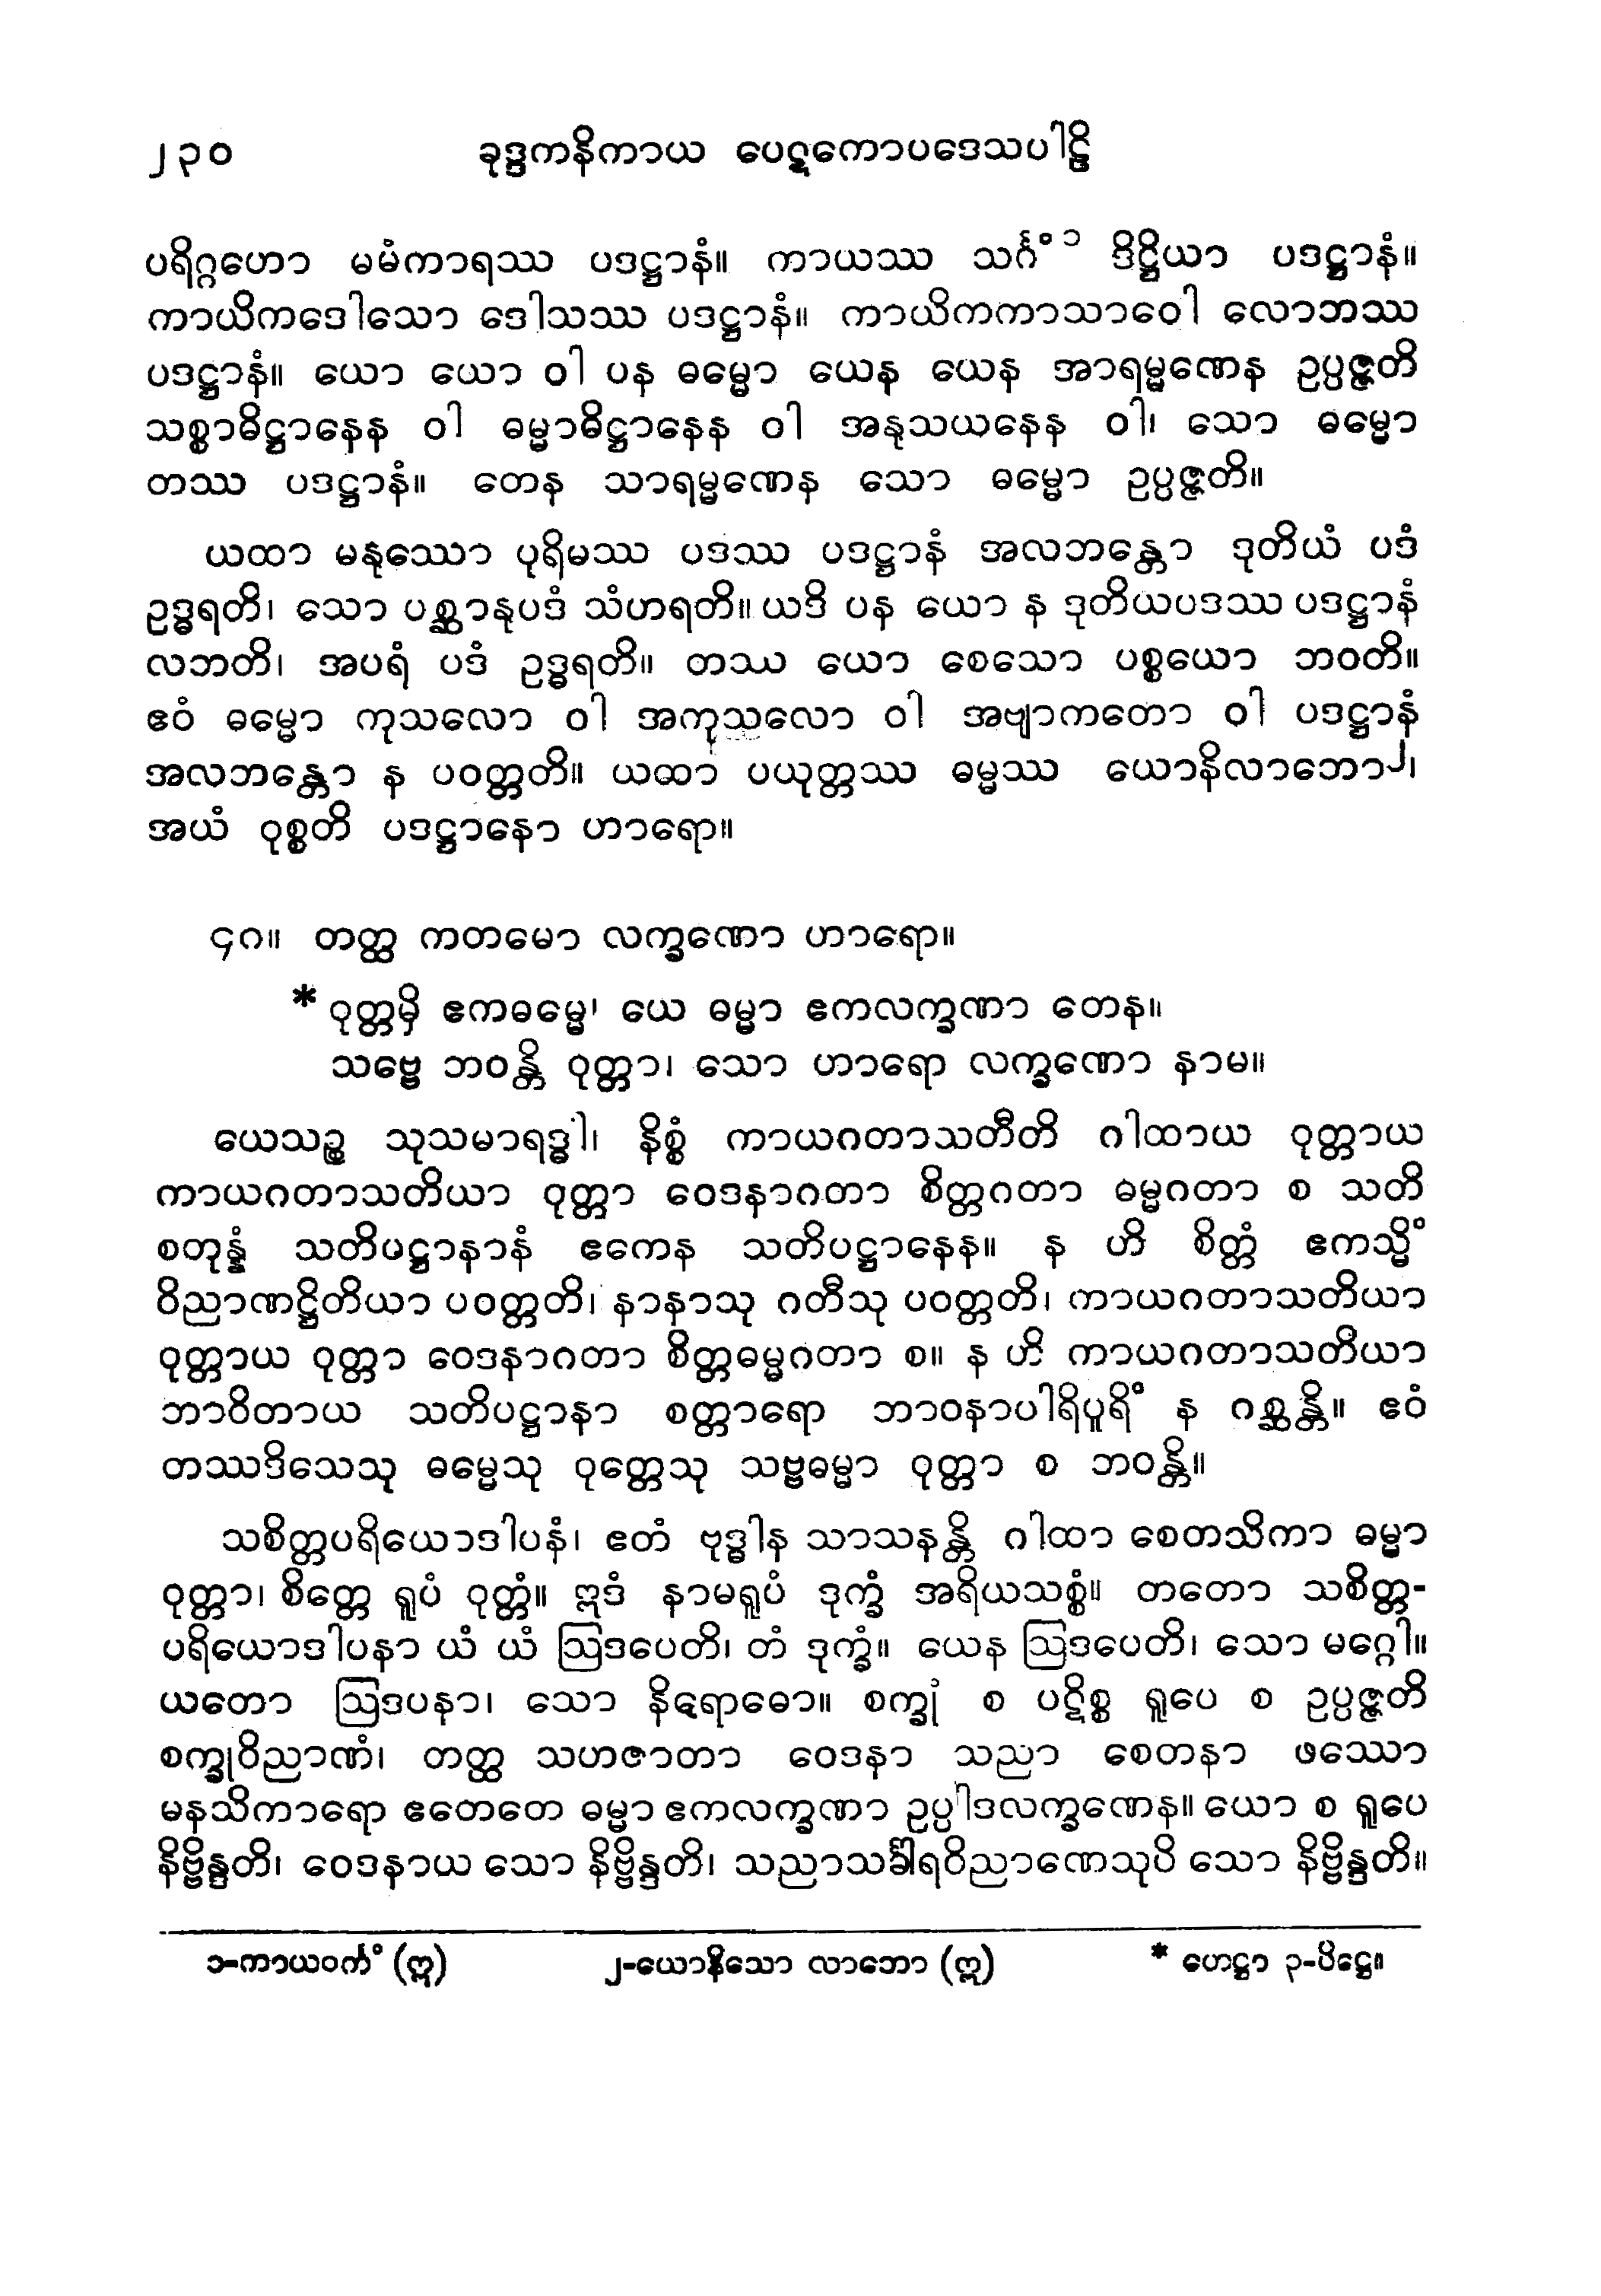 ၂၃၀ ခုဒ္ဒကနိကာယ ပေဋကောပဒေသပါဠိ
ပရိဂ္ဂဟော မမံကာရဿ ပဒဋ္ဌာနံ။ ကာယဿ သင်္ဂံ ၁ ဒိဋ္ဌိယာ ပဒဋ္ဌာနံ။
ကာယိကဒေါသော ဒေါသဿ ပဒဋ္ဌာနံ။ ကာယိကကာသာဝေါ လောဘဿ
ပဒဋ္ဌာနံ။ ယော ယော ဝါ ပန ဓမ္မော ယေန ယေန အာရမ္မဏေန ဥပ္ပဇ္ဇတိ
သစ္စာဓိဋ္ဌာနေန ဝါ ဓမ္မာဓိဋ္ဌာနေန ဝါ အနုသယနေန ဝါ၊ သော ဓမ္မော
တဿ ပဒဋ္ဌာနံ။ တေန သာရမ္မဏေန သော ဓမ္မော ဥပ္ပဇ္ဇတိ။
ယထာ မနုဿော ပုရိမဿ ပဒဿ ပဒဋ္ဌာနံ အလဘန္တော ဒုတိယံ ပဒံ
ဥဒ္ဓရတိ၊ သော ပစ္ဆာနုပဒံ သံဟရတိ။ ယဒိ ပန ယော န ဒုတိယပဒဿ ပဒဋ္ဌာနံ
လဘတိ၊ အပရံ ပဒံ ဥဒ္ဓရတိ။ တဿ ယော စေသော ပစ္စယော ဘဝတိ။
ဧဝံ ဓမ္မော ကုသလော ဝါ အကုသလော ဝါ အဗျာကတော ဝါ ပဒဋ္ဌာနံ
အလဘန္တော န ပဝတ္တတိ။ ယထာ ပယုတ္တဿ ဓမ္မဿ ယောနိလာဘော၂၊
အယံ ဝုစ္စတိ ပဒဋ္ဌာနော ဟာရော။
၄၈။ တတ္ထ ကတမော လက္ခဏော ဟာရော။
* ဝုတ္တမှိ ဧကဓမ္မေ၊ ယေ ဓမ္မာ ဧကလက္ခဏာ တေန။
သဗ္ဗေ ဘဝန္တိ ဝုတ္တာ၊ သော ဟာရော လက္ခဏော နာမ။
ယေသဉ္စ သုသမာရဒ္ဓါ၊ နိစ္စံ ကာယဂတာသတီတိ ဂါထာယ ဝုတ္တာယ
ကာယဂတာသတိယာ ဝုတ္တာ ဝေဒနာဂတာ စိတ္တဂတာ ဓမ္မဂတာ စ သတိ
စတုန္နံ သတိပဋ္ဌာနာနံ ဧကေန သတိပဋ္ဌာနေန။ န ဟိ စိတ္တံ ဧကသ္မိံ
ဝိညာဏဋ္ဌိတိယာ ပဝတ္တတိ၊ နာနာသု ဂတီသု ပဝတ္တတိ၊ ကာယဂတာသတိယာ
ဝုတ္တာယ ဝုတ္တာ ဝေဒနာဂတာ စိတ္တဓမ္မဂတာ စ။ န ဟိ ကာယဂတာသတိယာ
ဘာဝိတာယ သတိပဋ္ဌာနာ စတ္တာရော ဘာဝနာပါရိပူရိံ န ဂစ္ဆန္တိ။ ဧဝံ
တဿဒိသေသု ဓမ္မေသု ဝုတ္တေသု သဗ္ဗဓမ္မာ ဝုတ္တာ စ ဘဝန္တိ။
သစိတ္တပရိယောဒါပနံ၊ ဧတံ ဗုဒ္ဓါန သာသနန္တိ ဂါထာ စေတသိကာ ဓမ္မာ
ဝုတ္တာ၊ စိတ္တေ ရူပံ ဝုတ္တံ။ ဣဒံ နာမရူပံ ဒုက္ခံ အရိယသစ္စံ။ တတော သစိတ္တ-
ပရိယောဒါပနာ ယံ ယံ ဩဒပေတိ၊ တံ ဒုက္ခံ။ ယေန ဩဒပေတိ၊ သော မဂ္ဂေါ။
ယတော ဩဒပနာ၊ သော နိရောဓော။ စက္ခုံ စ ပဋိစ္စ ရူပေ စ ဥပ္ပဇ္ဇတိ
စက္ခုဝိညာဏံ၊ တတ္ထ သဟဇာတာ ဝေဒနာ သညာ စေတနာ ဖဿော
မနသိကာရော ဧတေတေ ဓမ္မာ ဧကလက္ခဏာ ဥပ္ပါဒလက္ခဏေန။ ယော စ ရူပေ
နိဗ္ဗိန္ဒတိ၊ ဝေဒနာယ သော နိဗ္ဗိန္ဒတိ၊ သညာသင်္ခါရဝိညာဏေသုပိ သော နိဗ္ဗိန္ဒတိ။
၁-ကာယဝင်္ကံ (ဣ) ၂-ယောနိသော လာဘော (ဣ) * ဟေဋ္ဌာ ၃-ပိဋ္ဌေ။